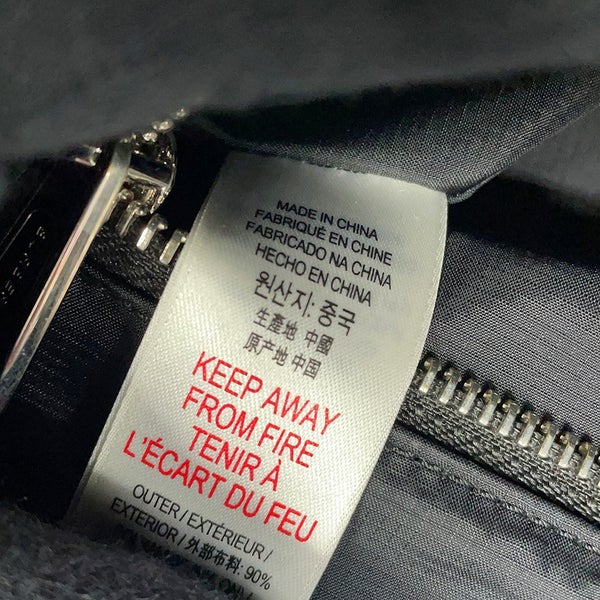 MADE IN CHINA
FABRIQUÉ EN CHINE
FABRICADO NA CHINA
HECHO EN CHINA
원산지: 중국
生產地 中國
原产地 中国
KEEP AWAY
FROM FIRE
TENIR À
L'ÉCART DU FEU
OUTER / EXTÉRIEUR /
EXTERIOR / 外部布料: 90%